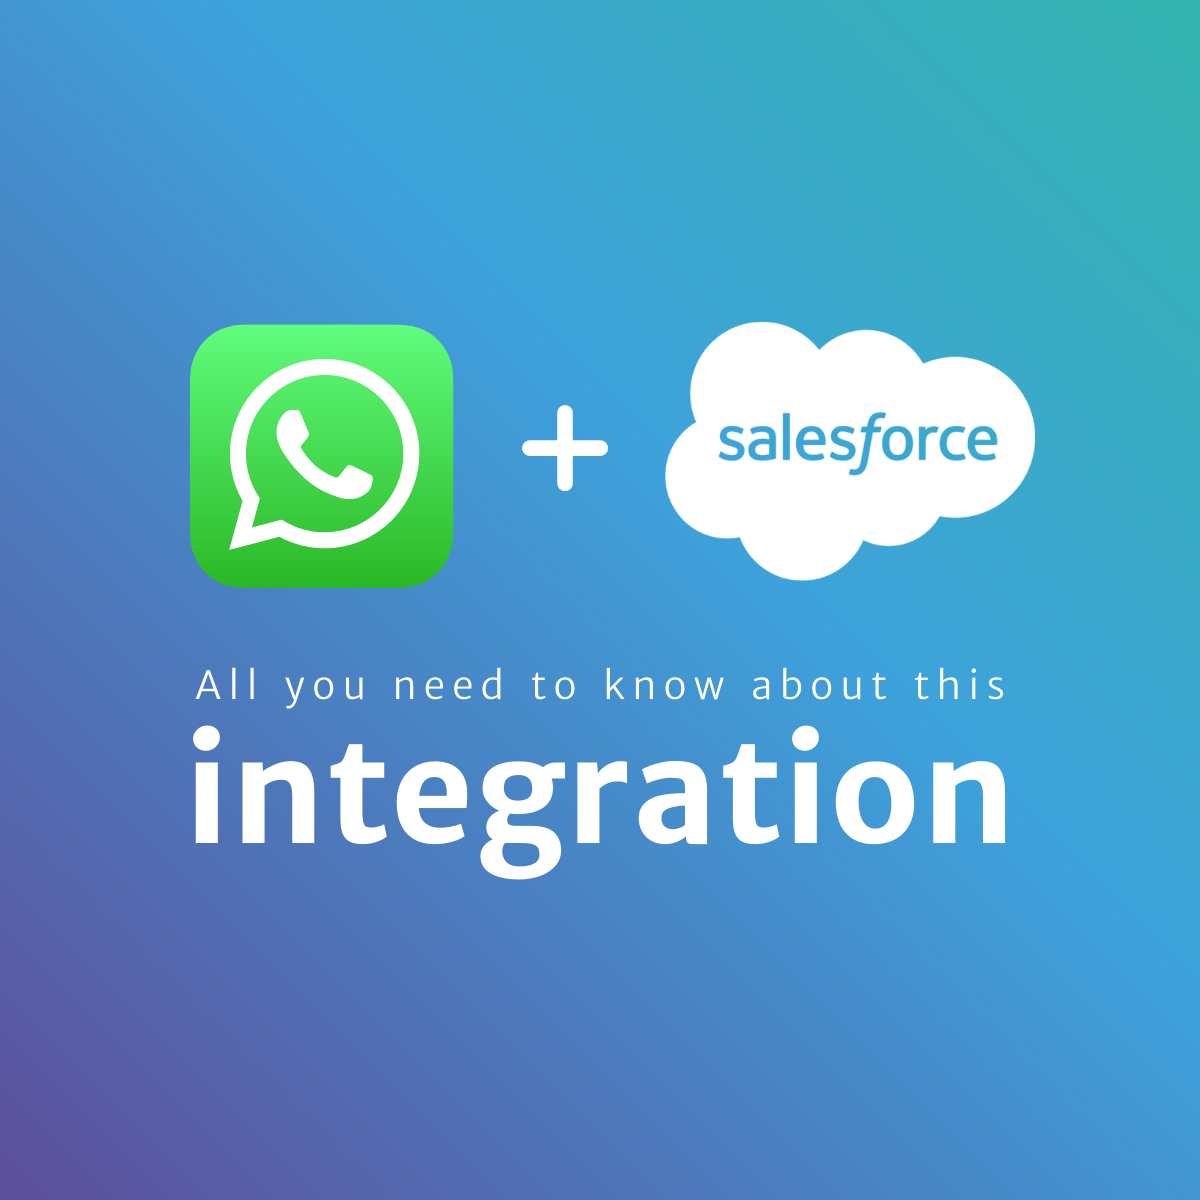 salesforce
All you need to know about this
integration